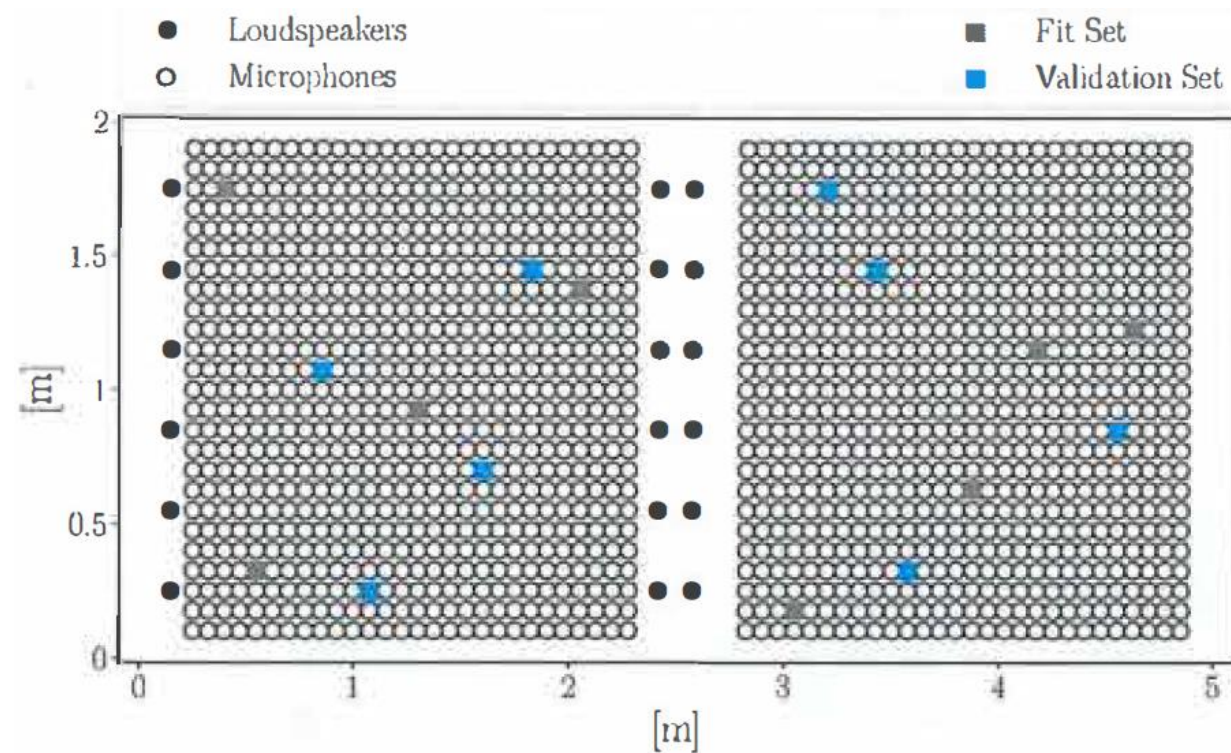 Loudspeakers
Microphones
Fit Set
Validation Set
2
1.5
1
0.5
0
[m]
0 1 2 3 4 5
[m]